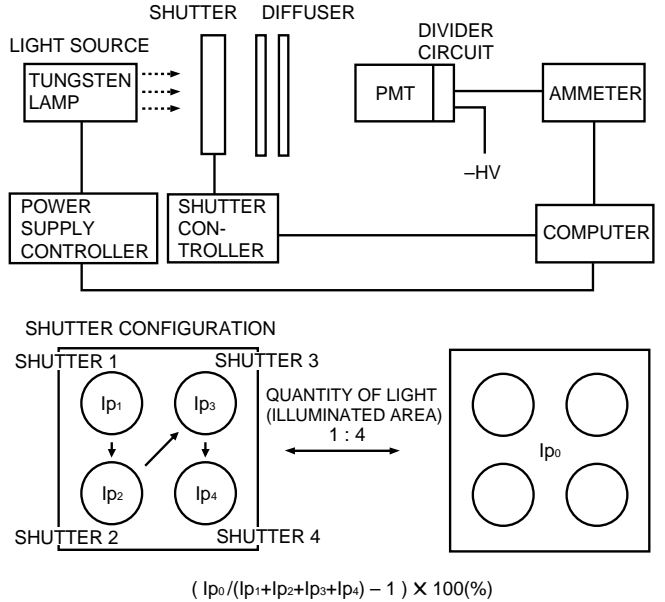 SHUTTER
DIFFUSER
LIGHT SOURCE
DIVIDER
CIRCUIT
TUNGSTEN
LAMP
PMT
AMMETER
–HV
POWER
SUPPLY
CONTROLLER
SHUTTER
CON-
TROLLER
COMPUTER
SHUTTER CONFIGURATION
SHUTTER 1
SHUTTER 3
Ip1
Ip3
QUANTITY OF LIGHT
(ILLUMINATED AREA)
1 : 4
Ip0
Ip2
Ip4
SHUTTER 2
SHUTTER 4
( Ip0/(Ip1+Ip2+Ip3+Ip4) – 1 ) X 100(%)